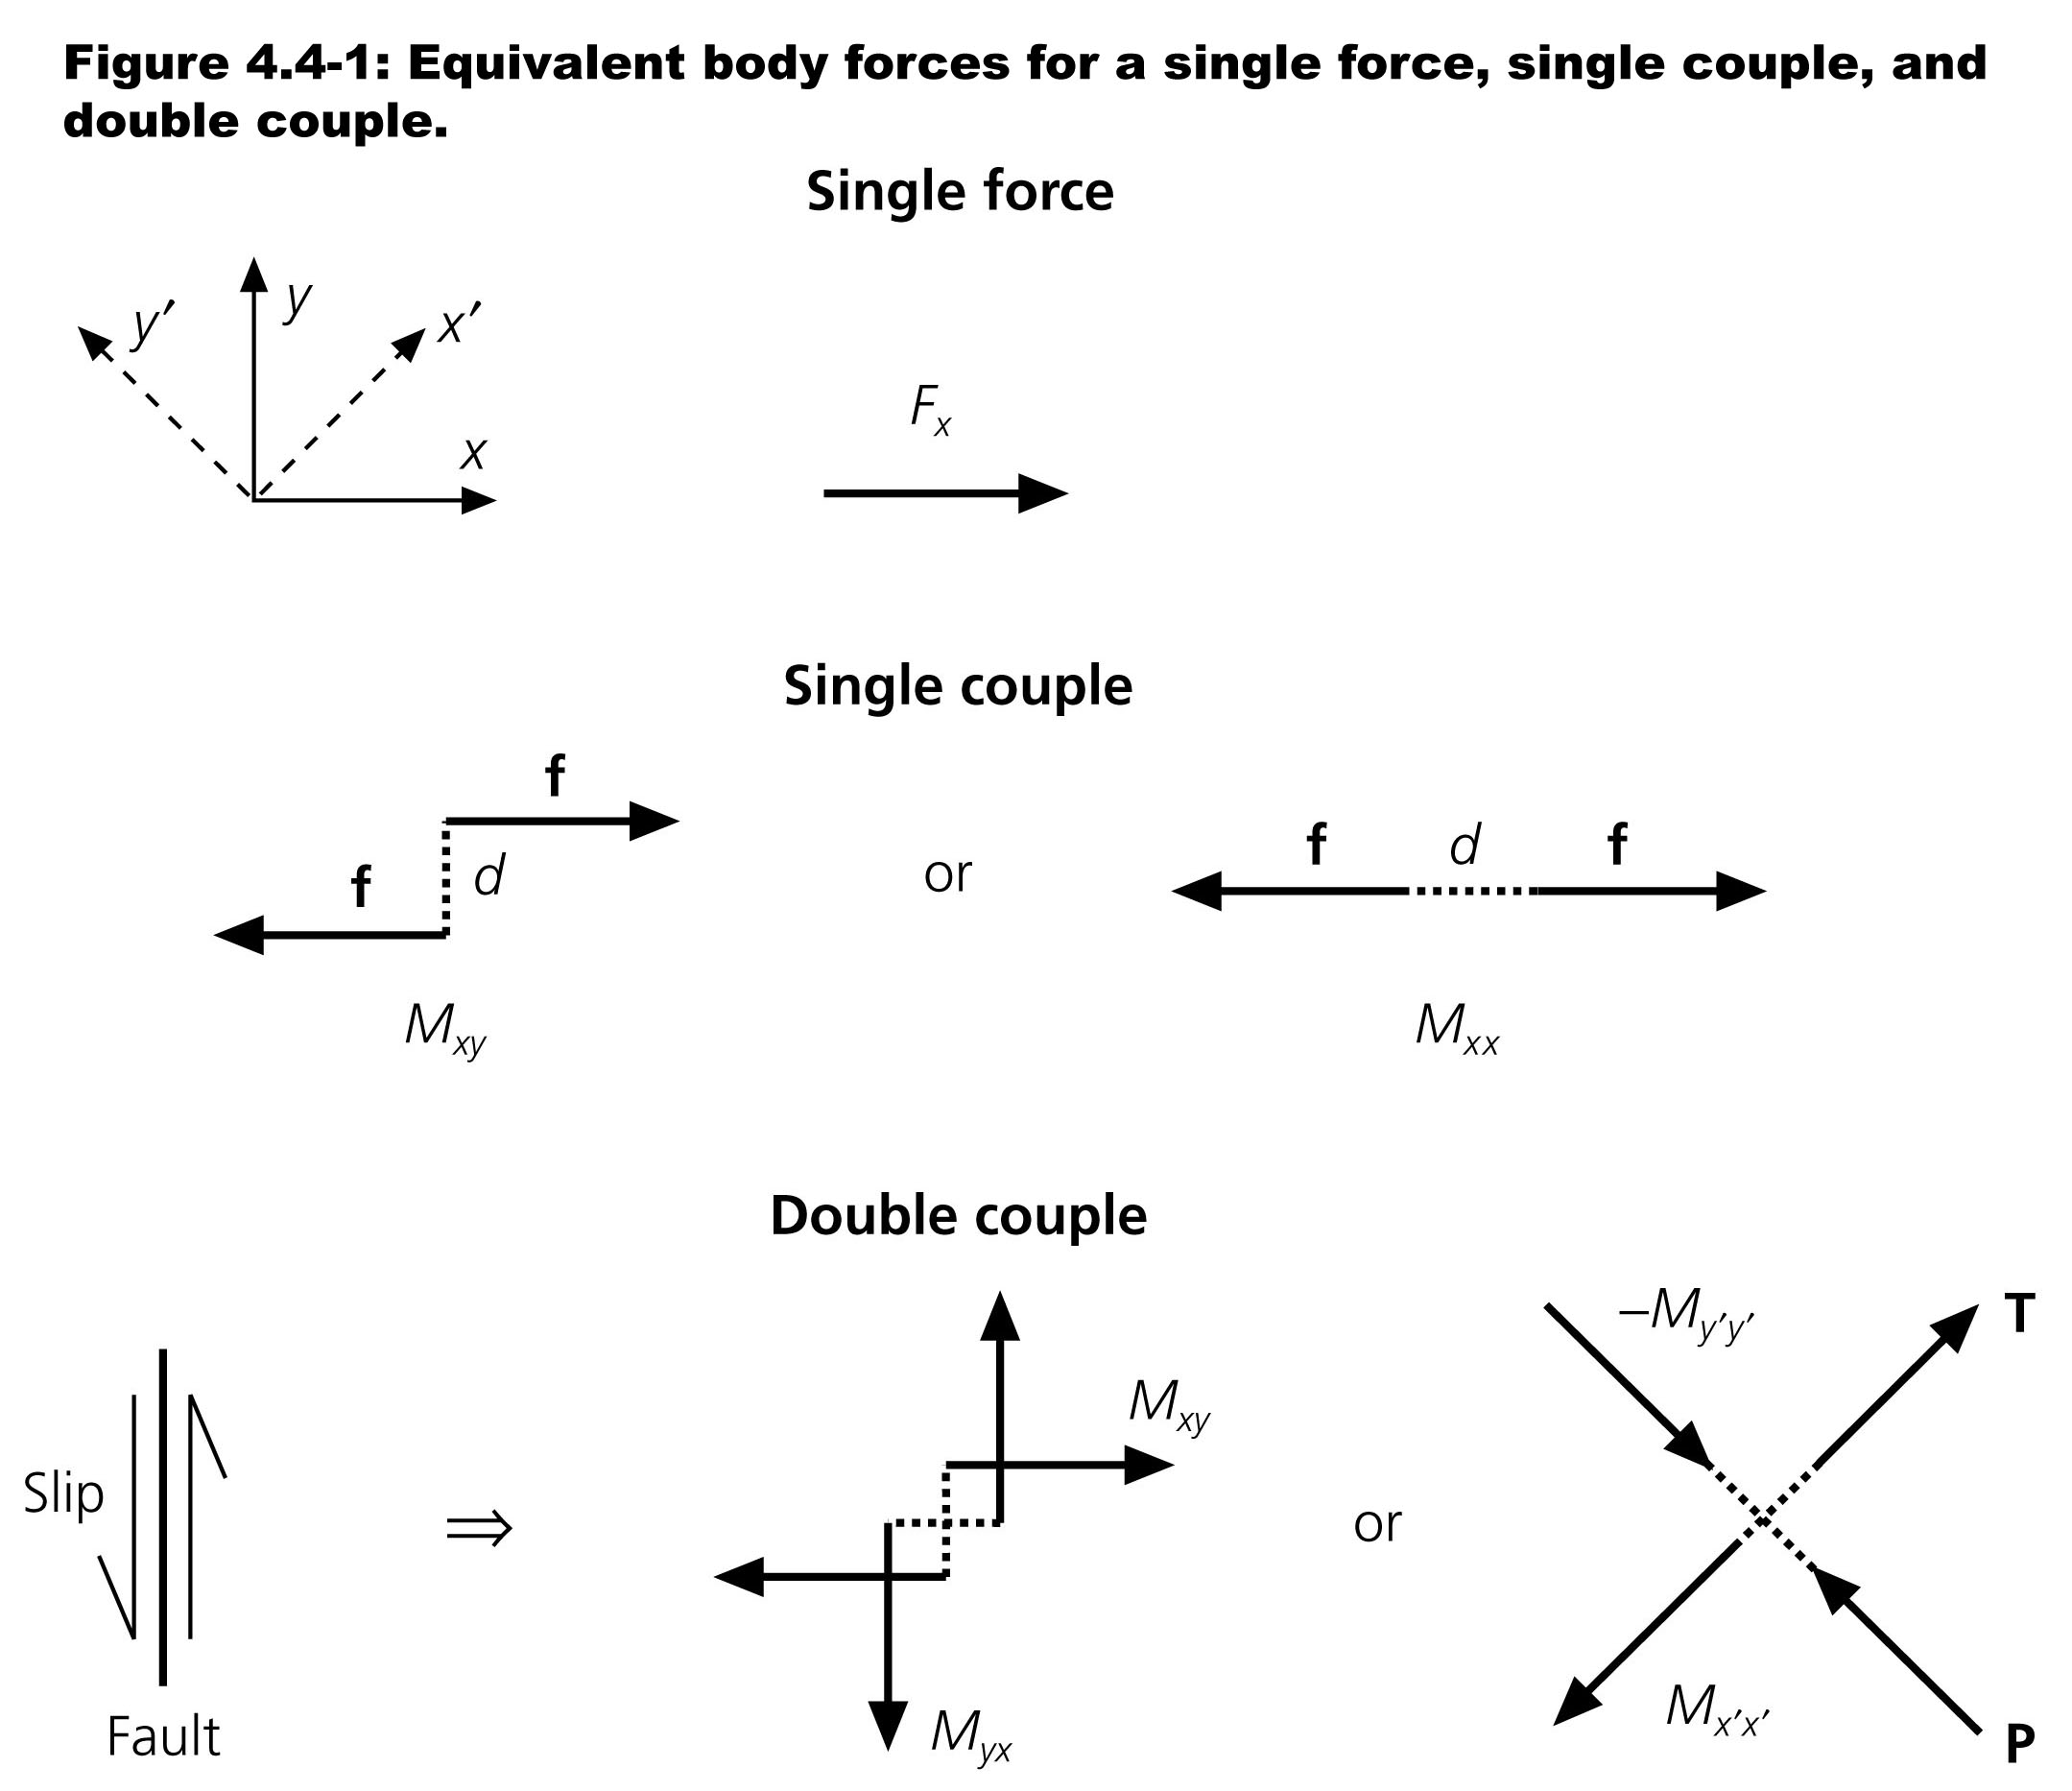 Figure 4.4-1: Equivalent body forces for a single force, single couple, and
double couple.
Single force
y′
y
x′
x
Fx
Single couple
f
f
d
Mxy
or
f
d
f
Mxx
Double couple
Slip
Fault
⇒
Mxy
Myx
or
–My′y′
T
Mx′x′
P